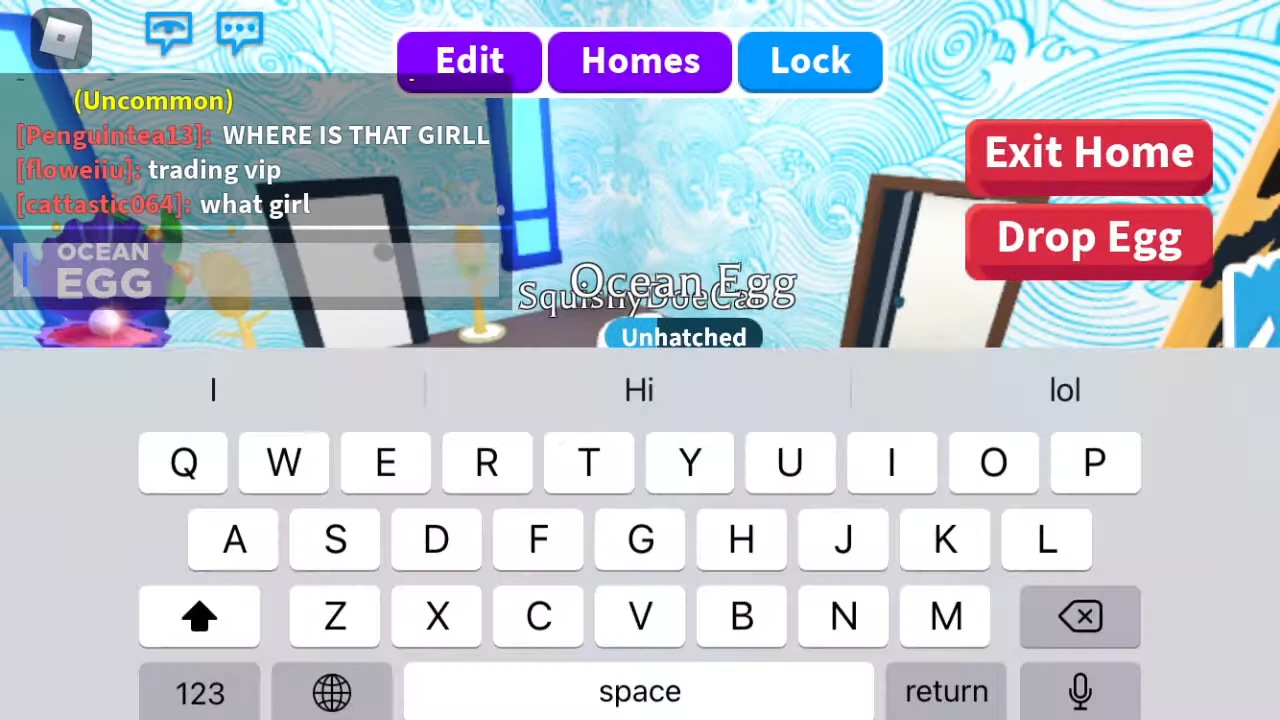 Edit Homes Lock
(Uncommon)
[Penguintea13]: WHERE IS THAT GIRLL
[floweiiu]: trading vip
[cattastic064]: what girl
OCEAN
EGG
Exit Home
Drop Egg
Ocean Egg
Unhatched
I Hi lol
Q W E R T Y U I O P
A S D F G H J K L
Z X C V B N M
123 space return